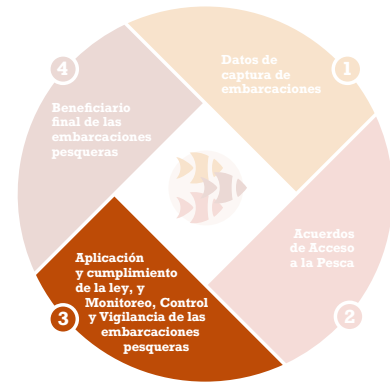 1
Datos de
captura de
embarcaciones
2
Acuerdos
de Acceso
a la Pesca
3
Aplicación
y cumplimiento
de la ley, y
Monitoreo, Control
y Vigilancia de las
embarcaciones
pesqueras
4
Beneficiario
final de las
embarcaciones
pesqueras